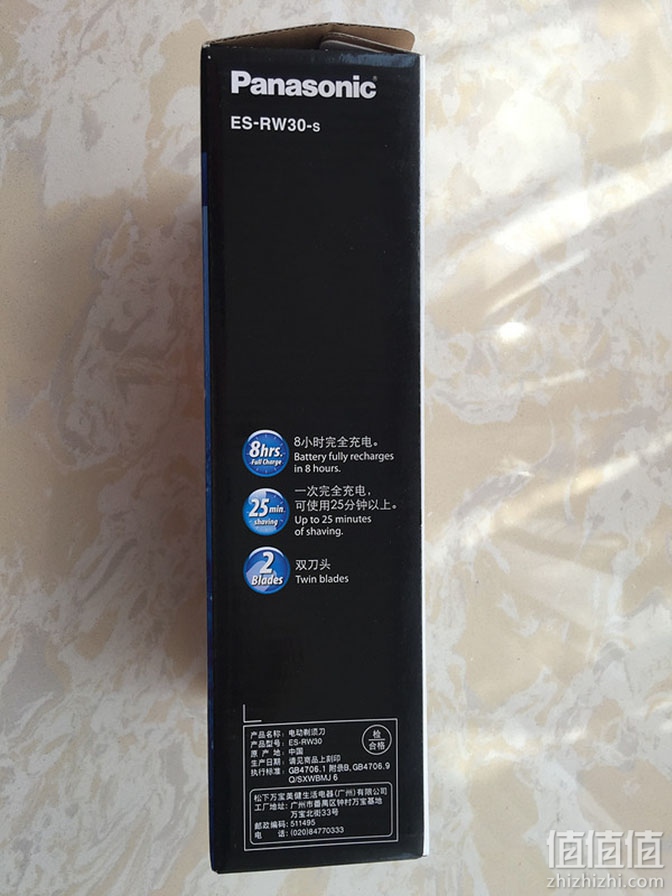 Panasonic
ES-RW30-s
8hrs.
Full Charge
8小时完全充电。
Battery fully recharges
in 8 hours.
25min.
shaving
一次完全充电，
可使用25分钟以上。
Up to 25 minutes
of shaving.
2
Blades
双刀头
Twin blades
产品名称：电动剃须刀
产品型号：ES-RW30
原 产 地：中国
生产日期：请见商品上刻印
执行标准：GB4706.1 附录B、GB4706.9
Q/SXWBMJ 6
检
合格
松下万宝美健生活电器(广州)有限公司
工厂地址：广州市番禺区钟村万宝基地
万宝北街33号
邮政编码：511495
电 话：(020)84770333
值值值
zhizhizhi.com